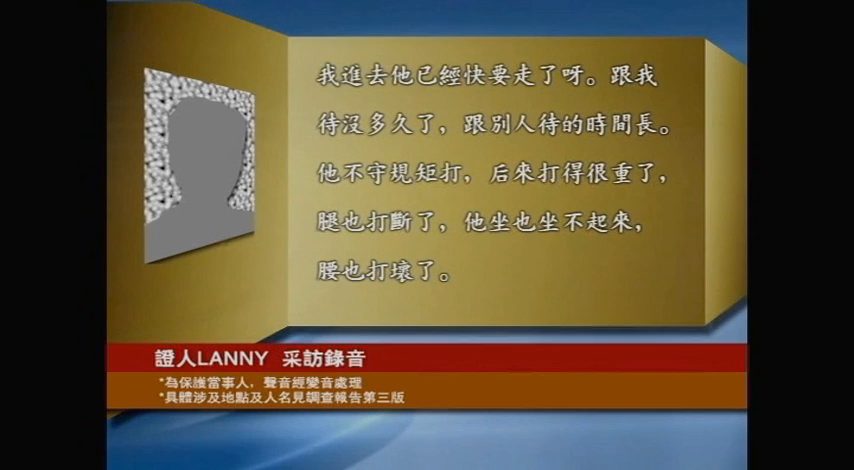 我進去他已經快要走了呀。跟我
待沒多久了，跟別人待的時間長。
他不守規矩打，后來打得很重了，
腿也打斷了，他坐也坐不起來，
腰也打壞了。
證人LANNY 采訪錄音
*為保護當事人，聲音經變音處理
*具體涉及地點及人名見調查報告第三版